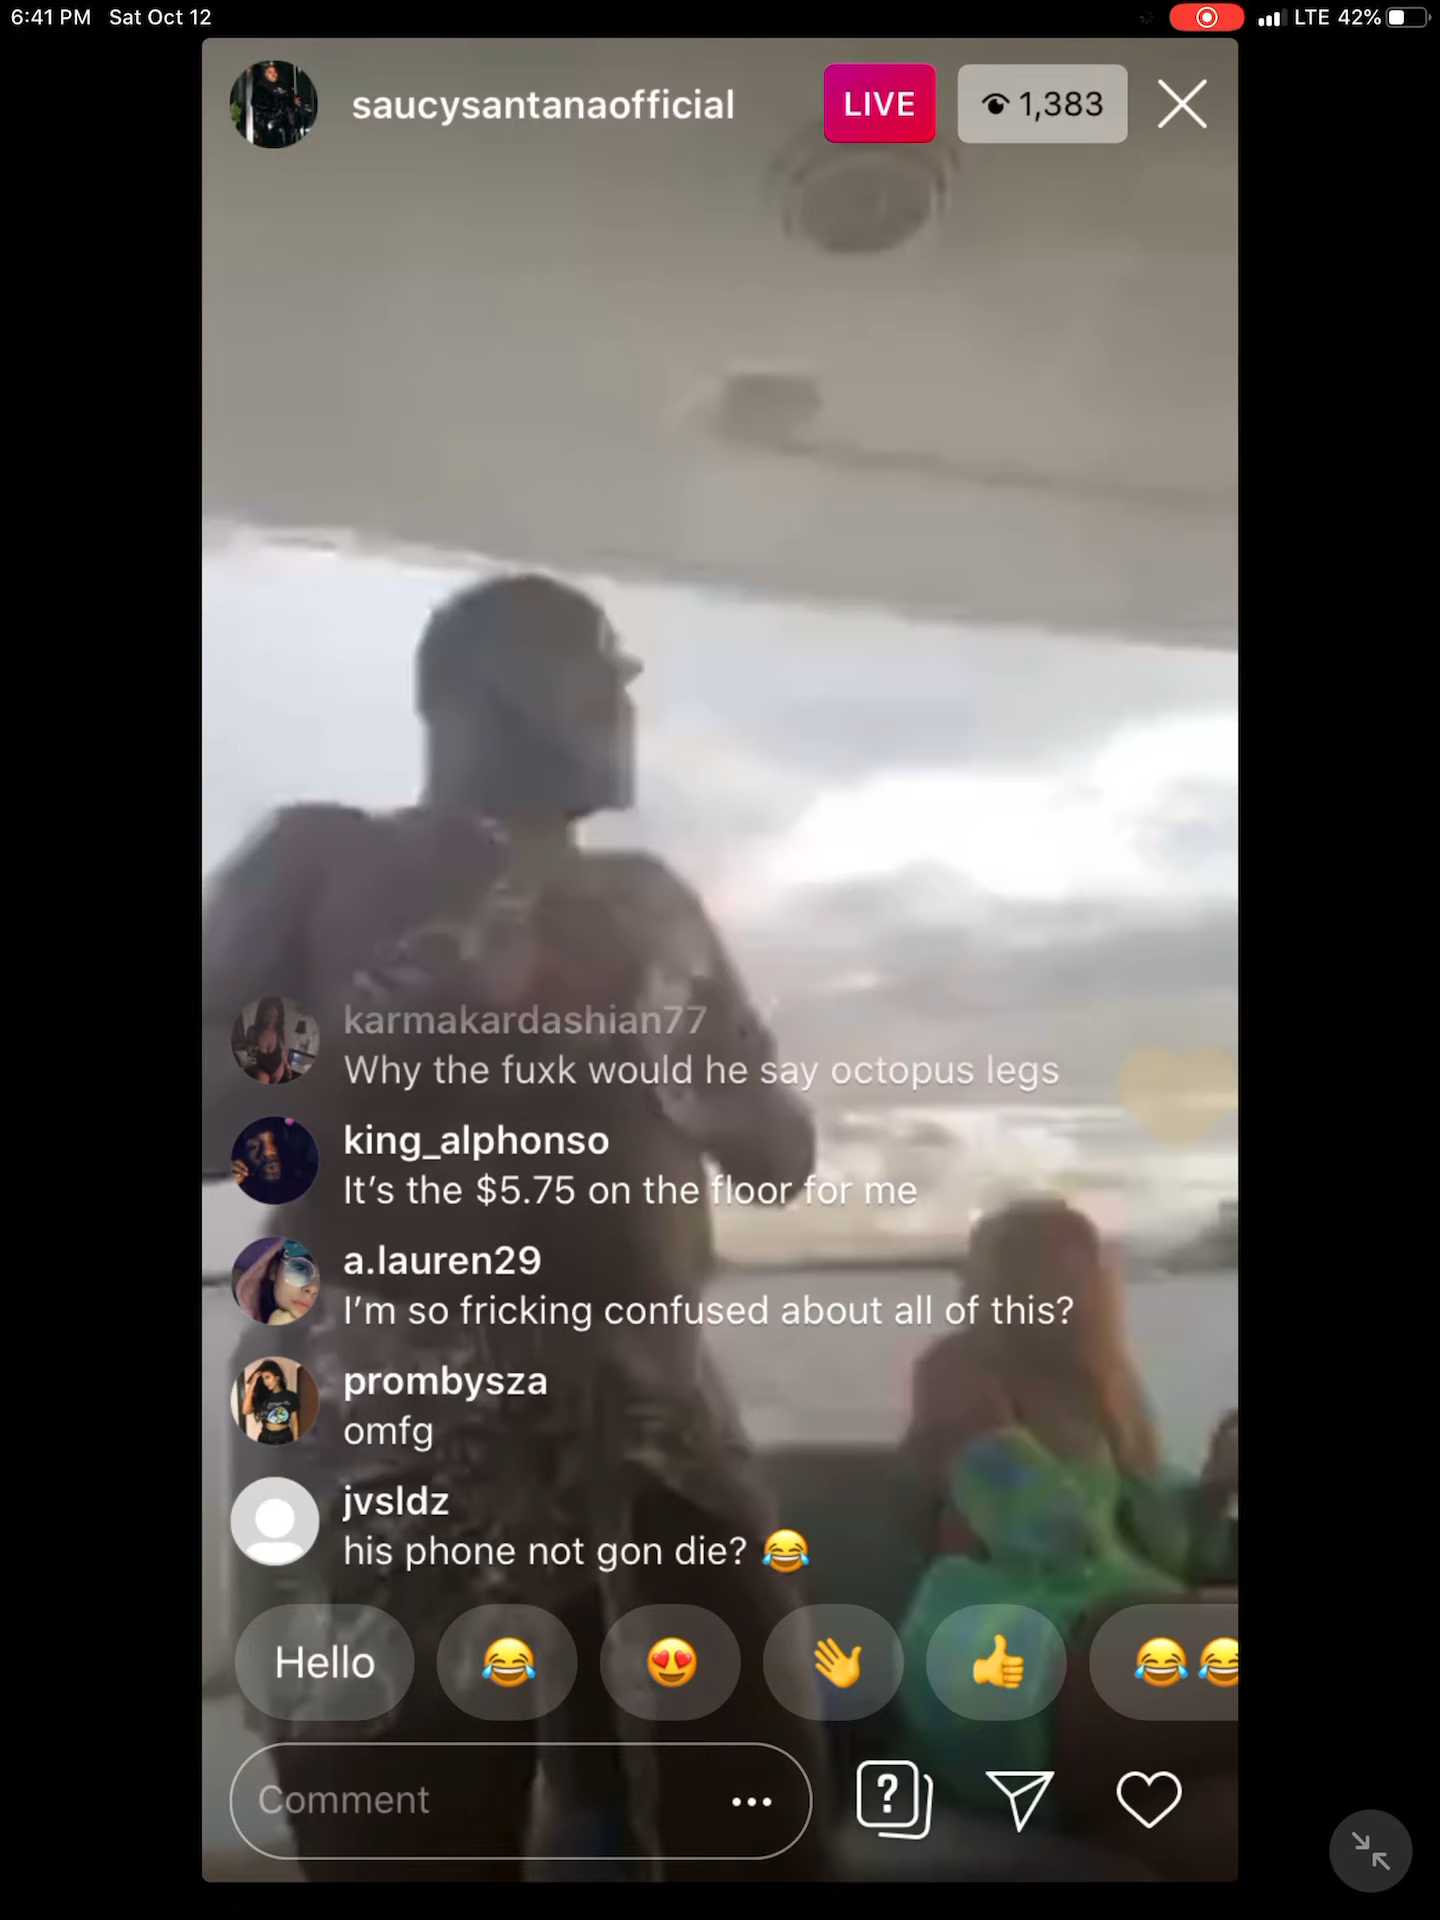 6:41 PM Sat Oct 12
LTE 42%
saucysantanaofficial
LIVE
1,383
karmakardashian77
Why the fuxk would he say octopus legs
king_alphonso
It’s the $5.75 on the floor for me
a.lauren29
I’m so fricking confused about all of this?
prombysza
omfg
jvsldz
his phone not gon die? 😂
Hello 😂 😍 👋 👍 😂😂
Comment